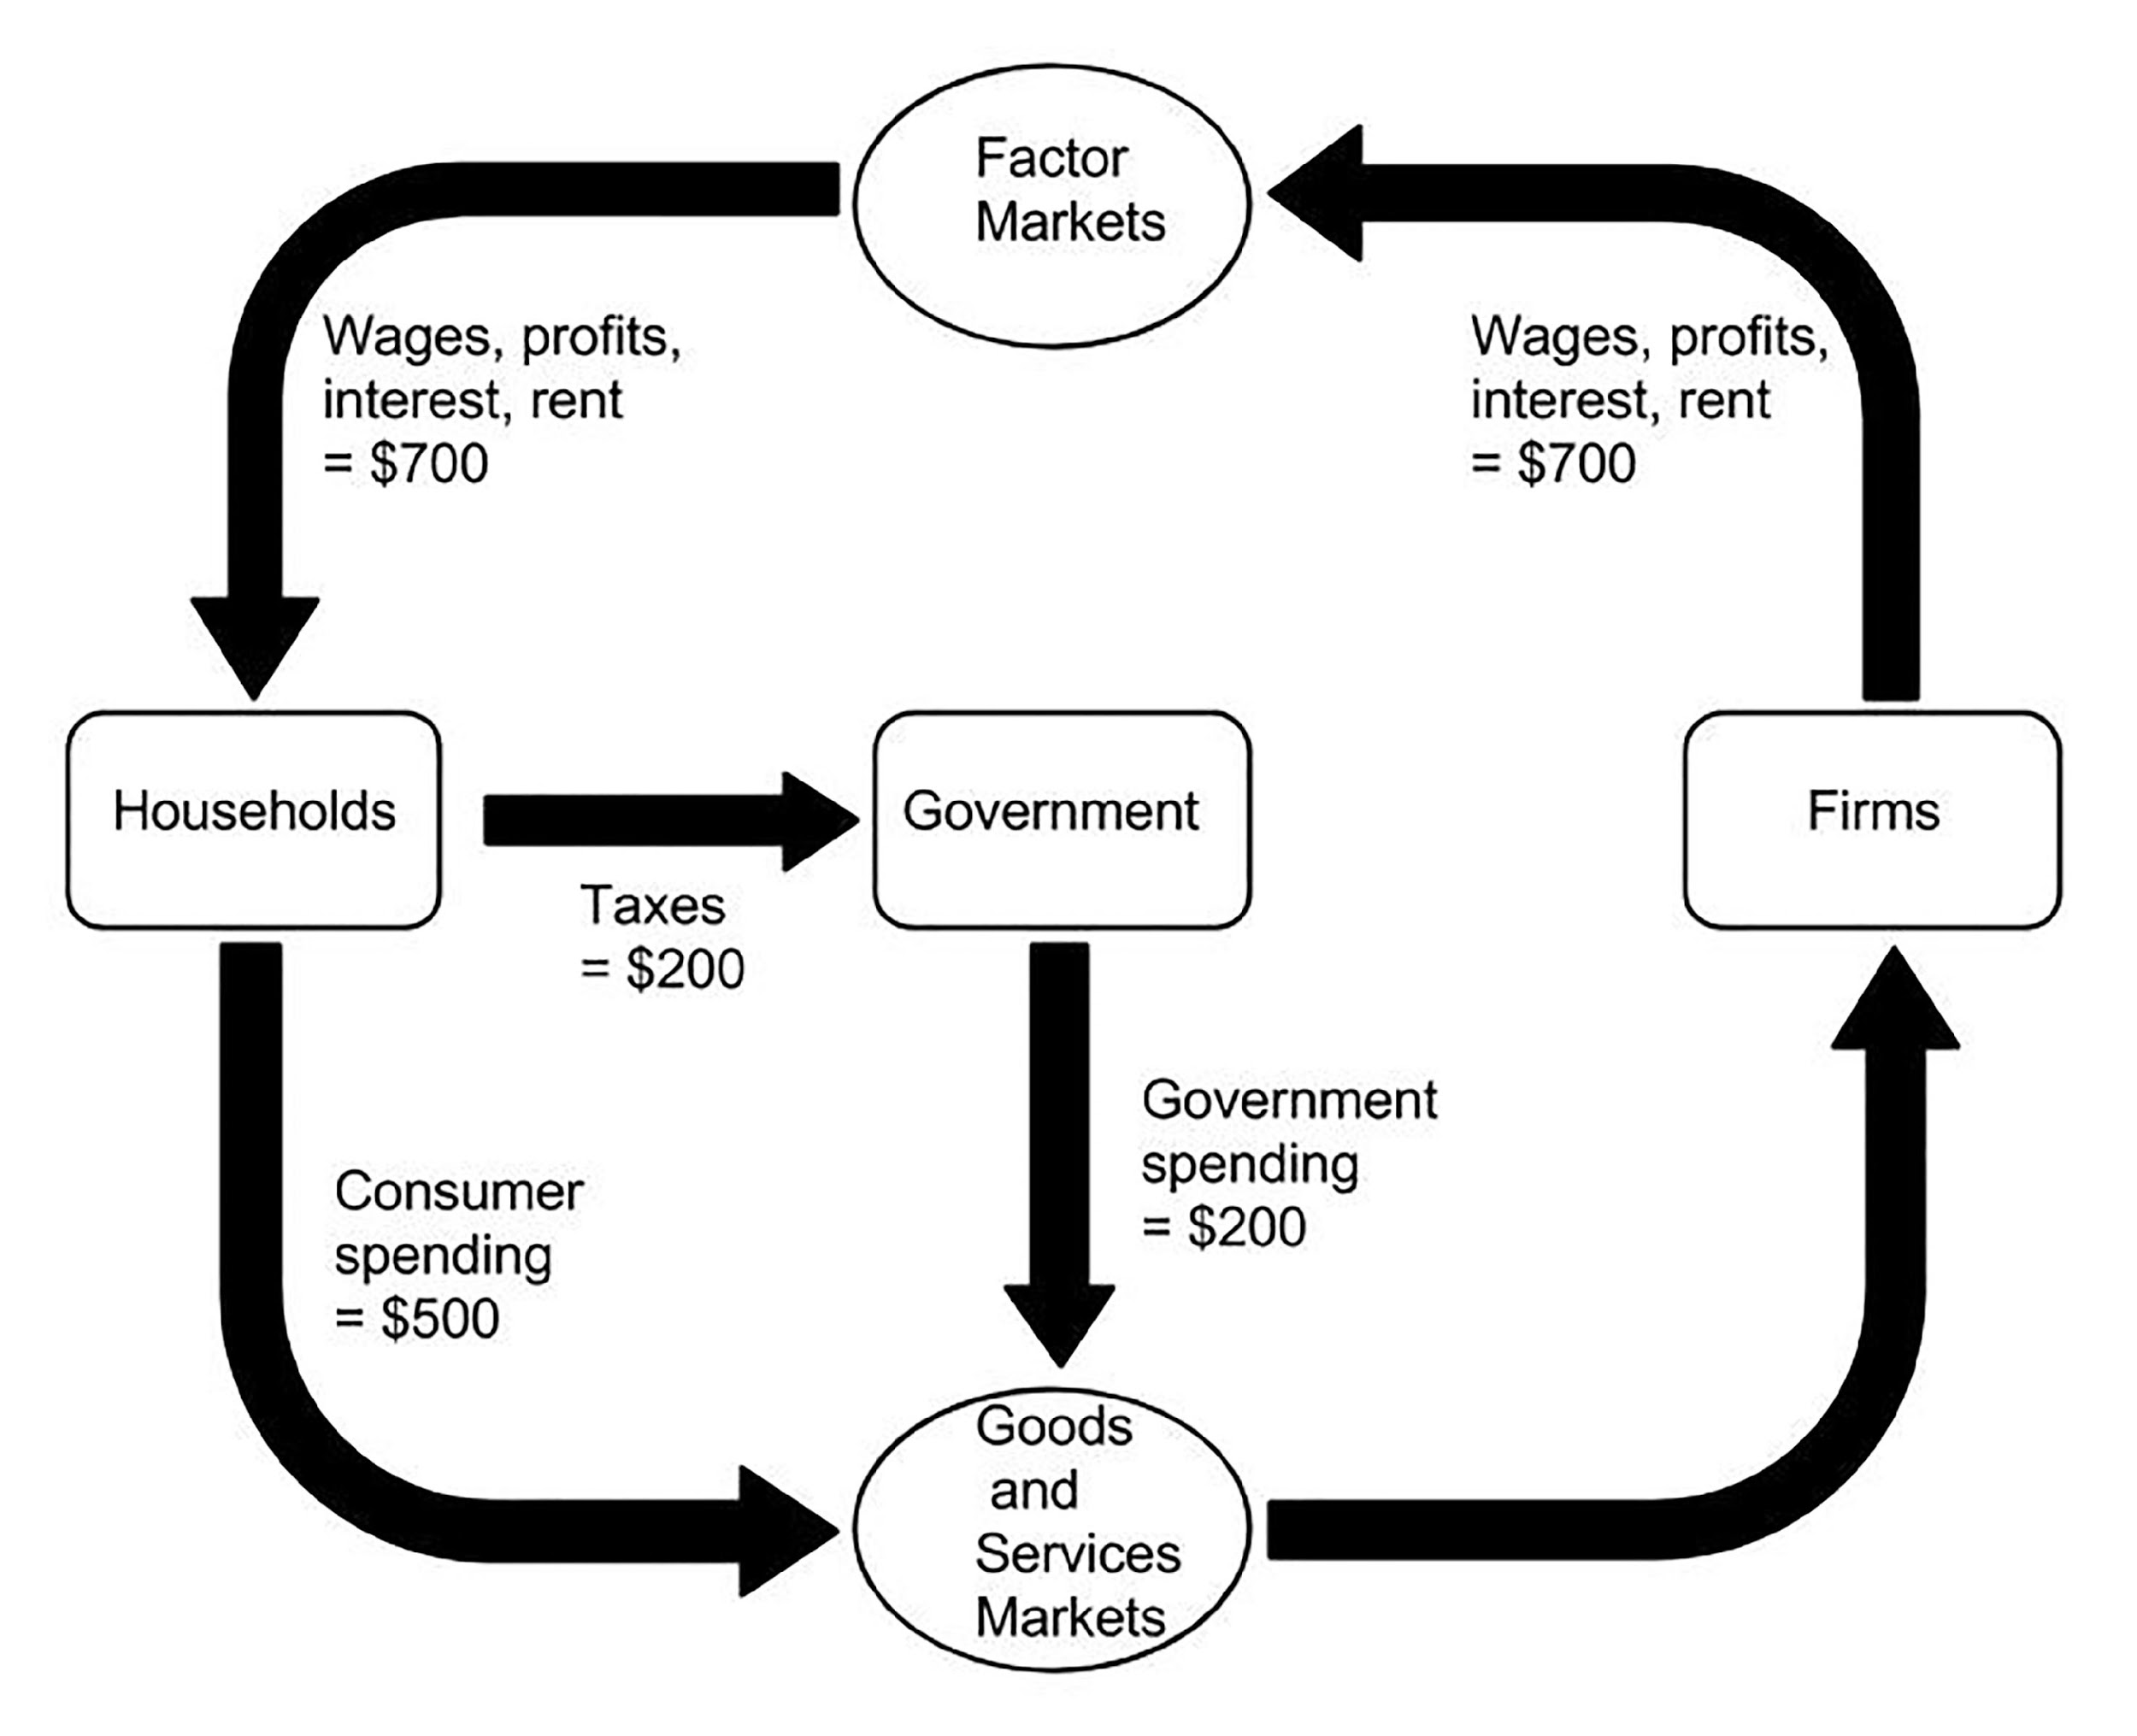 Factor
Markets
Wages, profits,
interest, rent
= $700
Wages, profits,
interest, rent
= $700
Households
Government
Firms
Taxes
= $200
Government
spending
= $200
Consumer
spending
= $500
Goods
and
Services
Markets